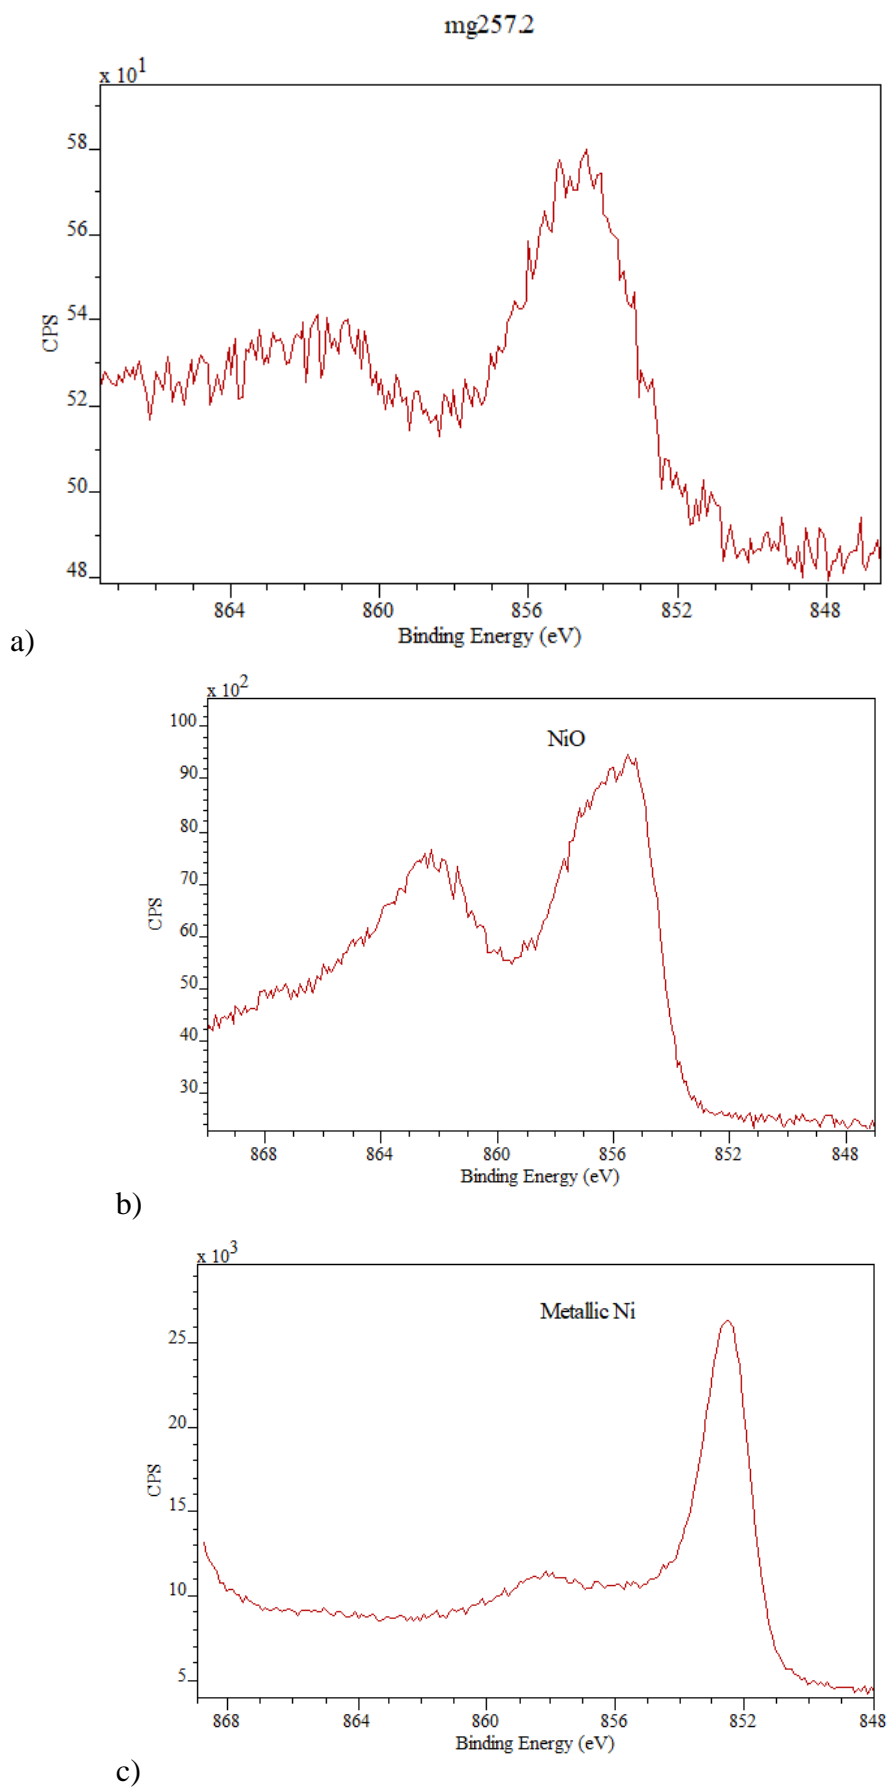 mg257.2
x 10^1
58
56
54
52
50
48
CPS
864 860 856 852 848
Binding Energy (eV)
a)
x 10^2
NiO
100
90
80
70
60
50
40
30
CPS
868 864 860 856 852 848
Binding Energy (eV)
b)
x 10^3
Metallic Ni
25
20
15
10
5
CPS
868 864 860 856 852 848
Binding Energy (eV)
c)